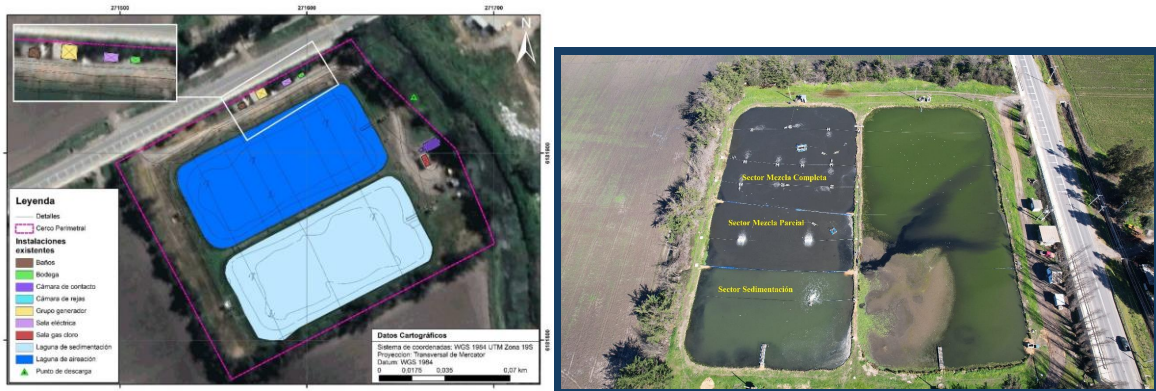 271500
271600
271700
N
6131600
6131500
Leyenda
Detalles
Cerco Perimetral
Instalaciones
existentes
Baños
Bodega
Cámara de contacto
Cámara de rejas
Grupo generador
Sala eléctrica
Sala gas cloro
Laguna de sedimentación
Laguna de aireación
Punto de descarga
Datos Cartográficos
Sistema de coordenadas: WGS 1984 UTM Zona 19S
Proyeccion: Transversal de Mercator
Datum: WGS 1984
0 0.0175 0,035 0,07 km
Sector Mezcla Completa
Sector Mezcla Parcial
Sector Sedimentación